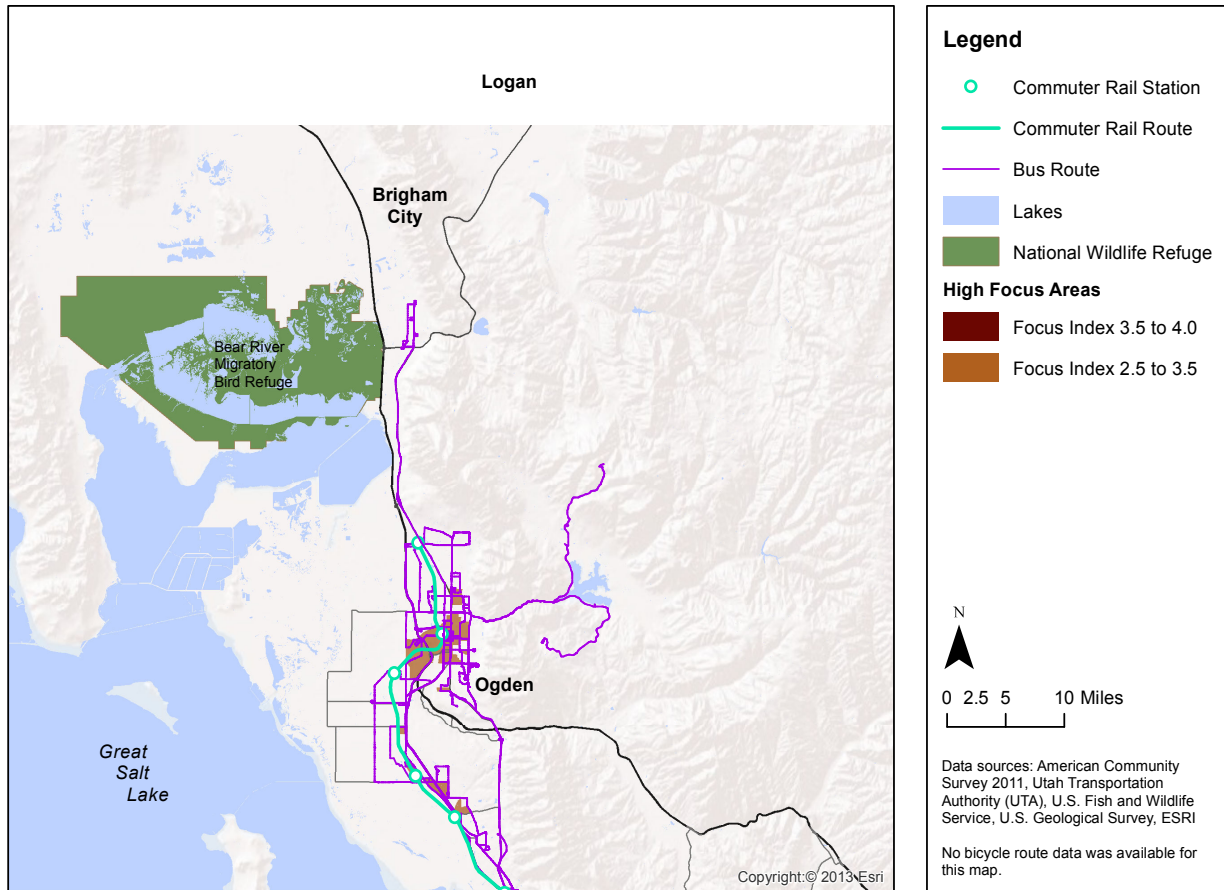 Logan
Brigham
City
Bear River
Migratory
Bird Refuge
Ogden
Great
Salt
Lake
Copyright:© 2013 Esri
Legend
Commuter Rail Station
Commuter Rail Route
Bus Route
Lakes
National Wildlife Refuge
High Focus Areas
Focus Index 3.5 to 4.0
Focus Index 2.5 to 3.5
N
0 2.5 5 10 Miles
Data sources: American Community
Survey 2011, Utah Transportation
Authority (UTA), U.S. Fish and Wildlife
Service, U.S. Geological Survey, ESRI
No bicycle route data was available for
this map.